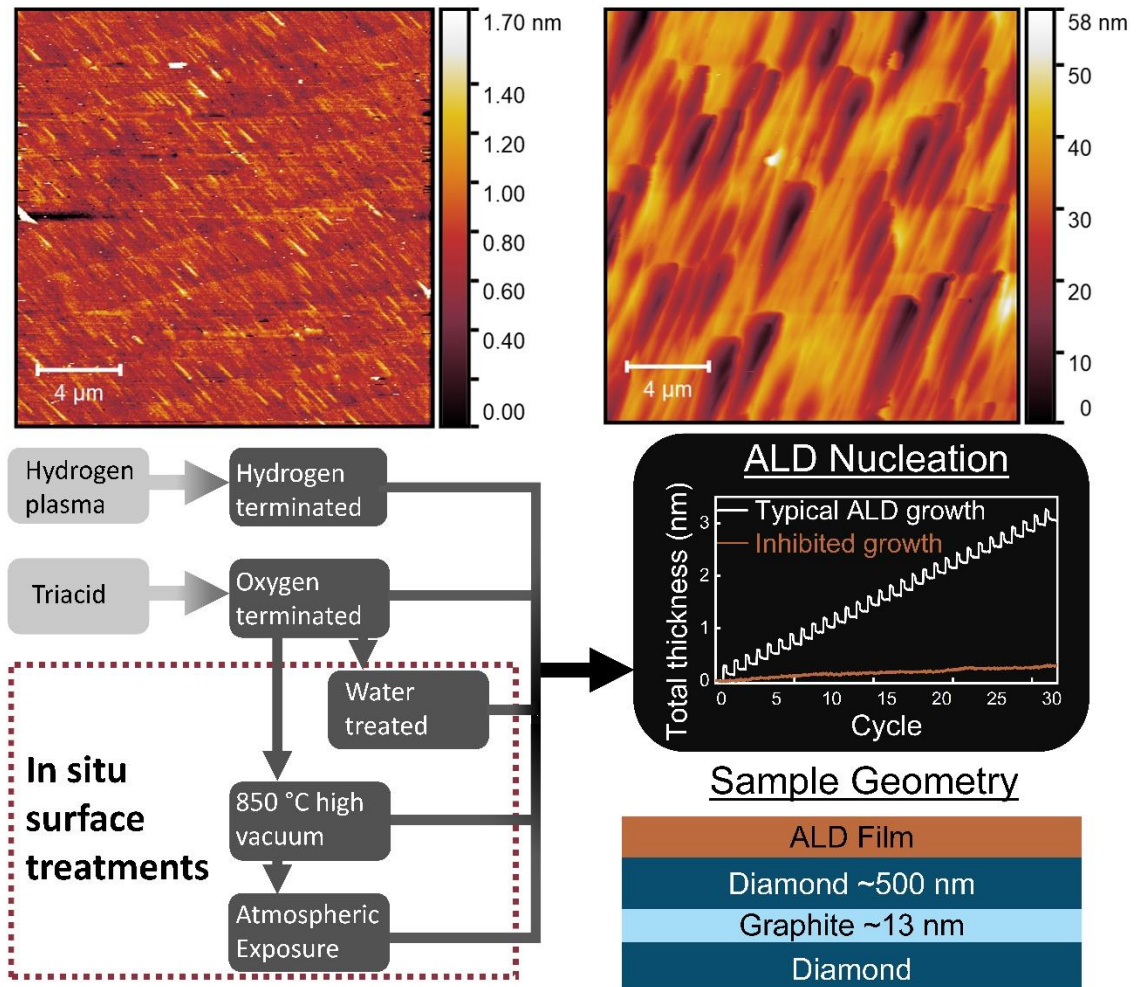 1.70 nm
1.40
1.20
1.00
0.80
0.60
0.40
0.00
4 µm
58 nm
50
40
30
20
10
0
4 µm
Hydrogen
plasma
Hydrogen
terminated
Triacid
Oxygen
terminated
Water
treated
In situ
surface
treatments
850 °C high
vacuum
Atmospheric
Exposure
ALD Nucleation
Total thickness (nm)
3
2
1
0
Typical ALD growth
Inhibited growth
0 5 10 15 20 25 30
Cycle
Sample Geometry
ALD Film
Diamond ~500 nm
Graphite ~13 nm
Diamond